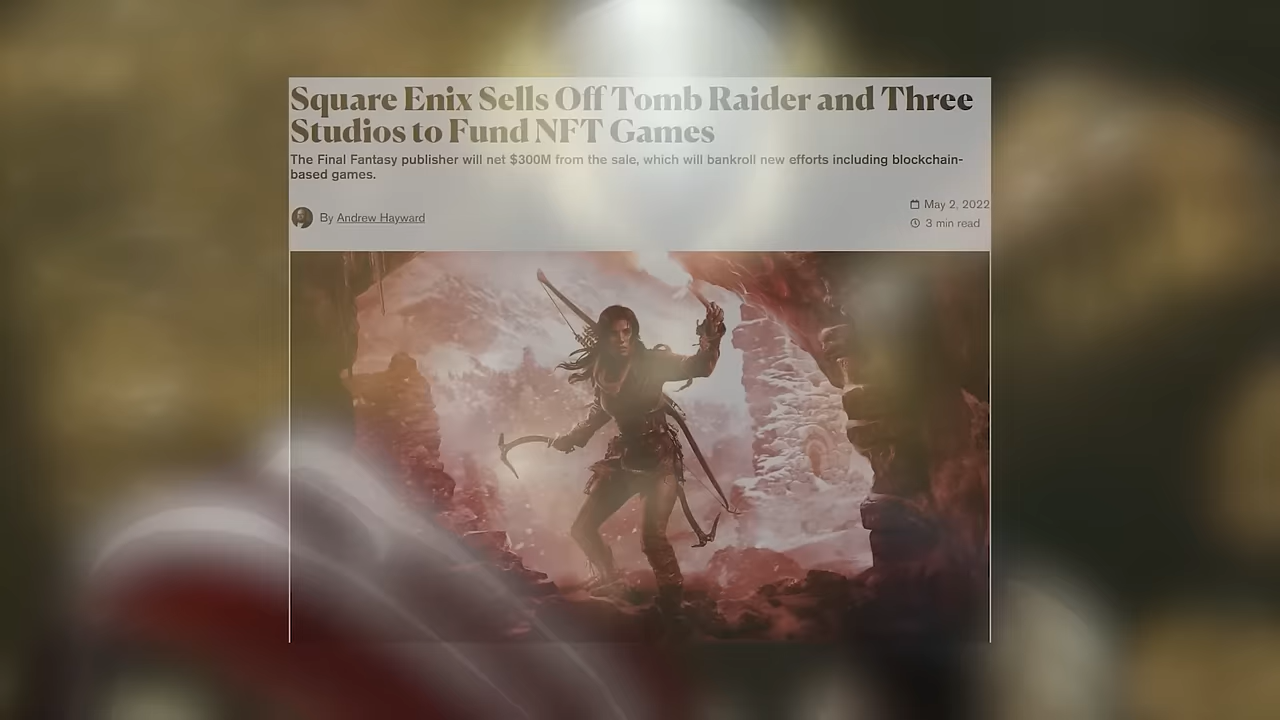 Square Enix Sells Off Tomb Raider and Three
Studios to Fund NFT Games
The Final Fantasy publisher will net $300M from the sale, which will bankroll new efforts including blockchain-
based games.
By Andrew Hayward
May 2, 2022
3 min read